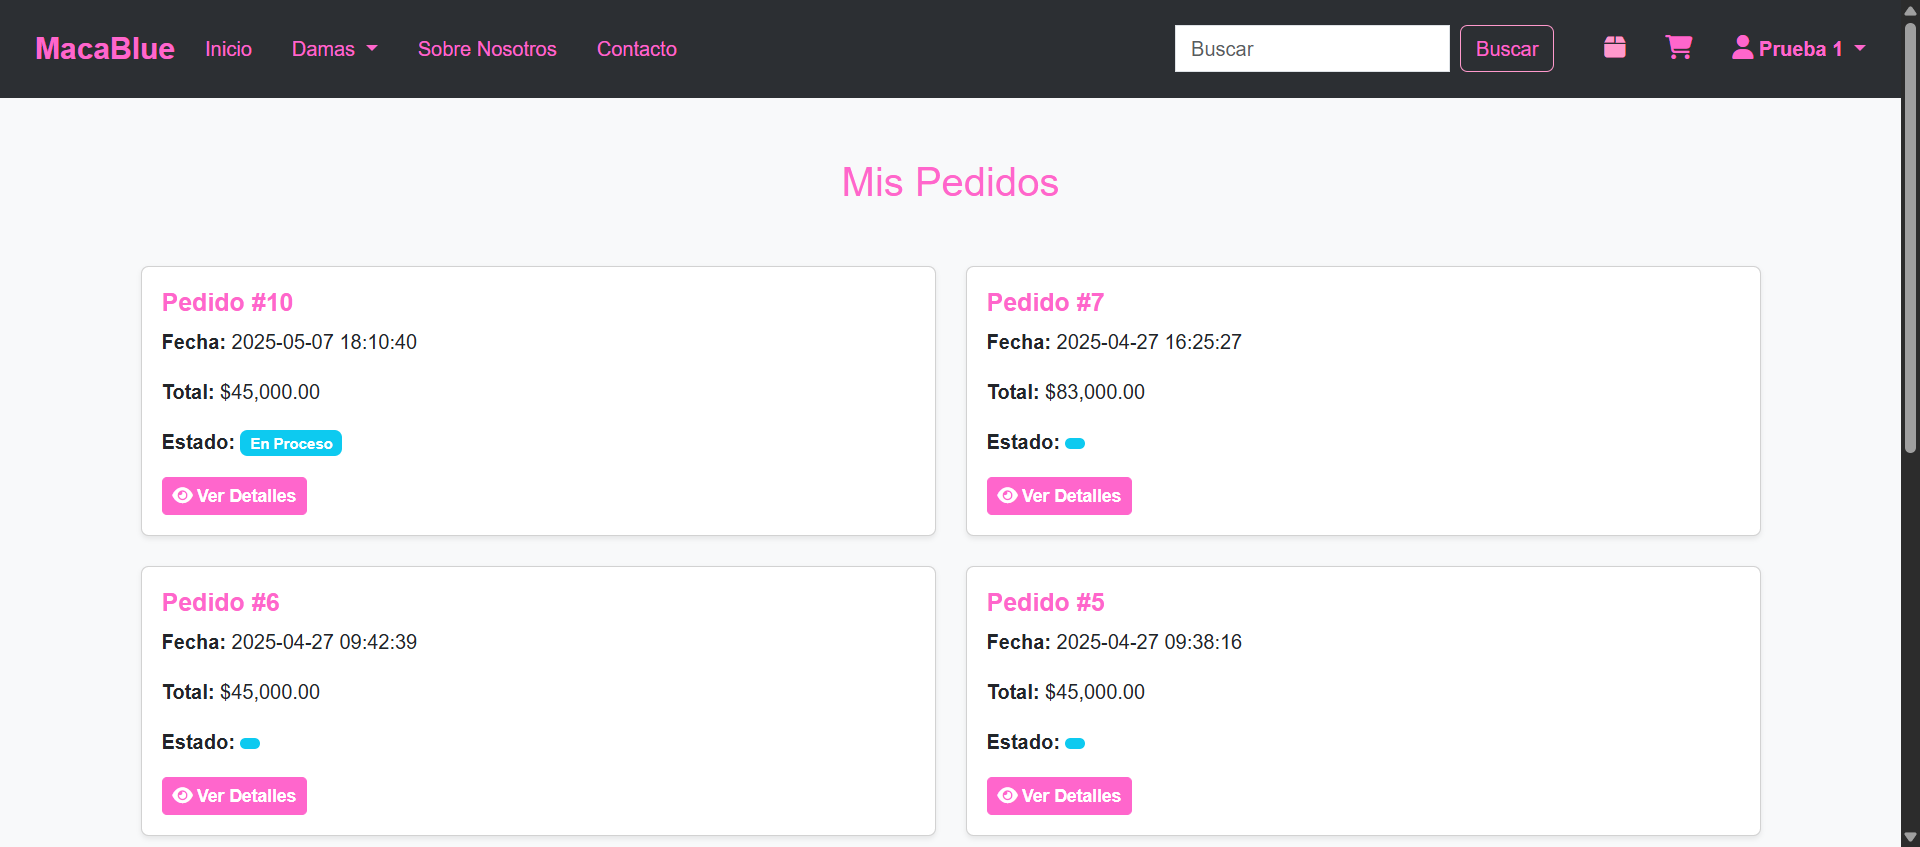 MacaBlue Inicio Damas Sobre Nosotros Contacto Buscar Buscar Prueba 1
Mis Pedidos
Pedido #10
Fecha: 2025-05-07 18:10:40
Total: $45,000.00
Estado: En Proceso
Ver Detalles
Pedido #7
Fecha: 2025-04-27 16:25:27
Total: $83,000.00
Estado:
Ver Detalles
Pedido #6
Fecha: 2025-04-27 09:42:39
Total: $45,000.00
Estado:
Ver Detalles
Pedido #5
Fecha: 2025-04-27 09:38:16
Total: $45,000.00
Estado:
Ver Detalles